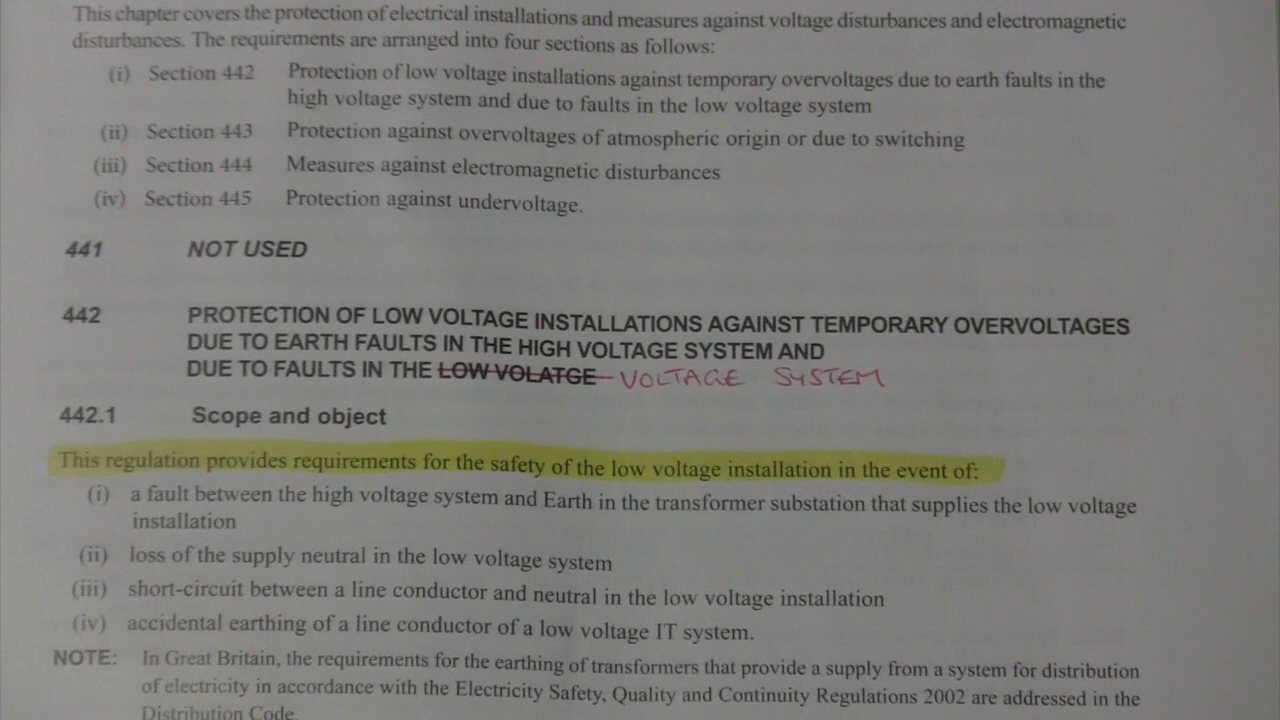 This chapter covers the protection of electrical installations and measures against voltage disturbances and electromagnetic
disturbances. The requirements are arranged into four sections as follows:
(i) Section 442 Protection of low voltage installations against temporary overvoltages due to earth faults in the
high voltage system and due to faults in the low voltage system
(ii) Section 443 Protection against overvoltages of atmospheric origin or due to switching
(iii) Section 444 Measures against electromagnetic disturbances
(iv) Section 445 Protection against undervoltage.
441 NOT USED
442 PROTECTION OF LOW VOLTAGE INSTALLATIONS AGAINST TEMPORARY OVERVOLTAGES
DUE TO EARTH FAULTS IN THE HIGH VOLTAGE SYSTEM AND
DUE TO FAULTS IN THE LOW VOLATGE VOLTAGE SYSTEM
442.1 Scope and object
This regulation provides requirements for the safety of the low voltage installation in the event of:
(i) a fault between the high voltage system and Earth in the transformer substation that supplies the low voltage
installation
(ii) loss of the supply neutral in the low voltage system
(iii) short-circuit between a line conductor and neutral in the low voltage installation
(iv) accidental earthing of a line conductor of a low voltage IT system.
NOTE: In Great Britain, the requirements for the earthing of transformers that provide a supply from a system for distribution
of electricity in accordance with the Electricity Safety, Quality and Continuity Regulations 2002 are addressed in the
Distribution Code.